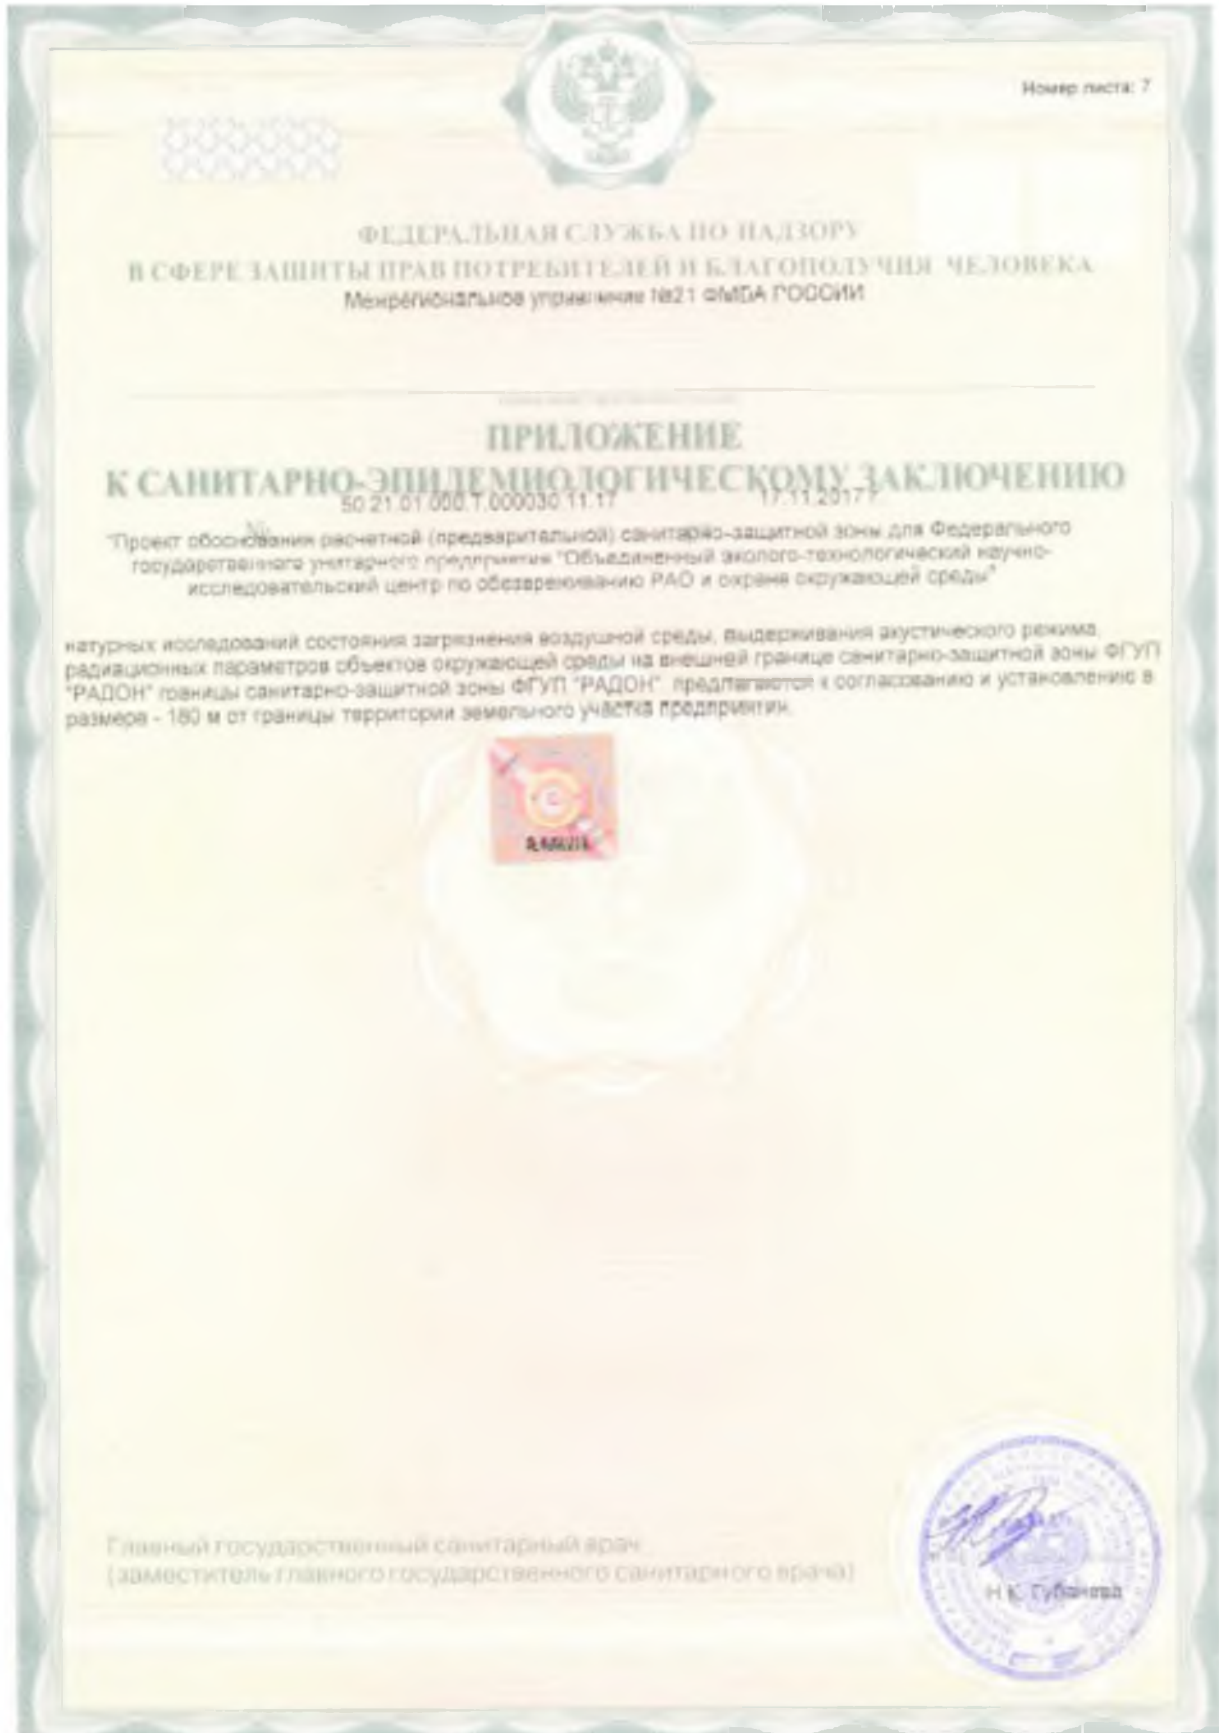 Номер листа: 7
ФЕДЕРАЛЬНАЯ СЛУЖБА ПО НАДЗОРУ
В СФЕРЕ ЗАЩИТЫ ПРАВ ПОТРЕБИТЕЛЕЙ И БЛАГОПОЛУЧИЯ ЧЕЛОВЕКА
Межрегиональное управление №21 ФМБА РОССИИ
ПРИЛОЖЕНИЕ
К САНИТАРНО-ЭПИДЕМИОЛОГИЧЕСКОМУ ЗАКЛЮЧЕНИЮ
№ 50.21.01.000.Т.000030.11.17 17.11.2017 г
"Проект обоснования расчетной (предварительной) санитарно-защитной зоны для Федерального
государственного унитарного предприятия "Объединенный эколого-технологический научно-
исследовательский центр по обезвреживанию РАО и охране окружающей среды"
натурных исследований состояния загрязнения воздушной среды, выдерживания акустического режима,
радиационных параметров объектов окружающей среды на внешней границе санитарно-защитной зоны ФГУП
"РАДОН" границы санитарно-защитной зоны ФГУП "РАДОН" предлагаются к согласованию и установлению в
размере - 180 м от границы территории земельного участка предприятия.
Главный государственный санитарный врач
(заместитель главного государственного санитарного врача)
Н.К. Губанева